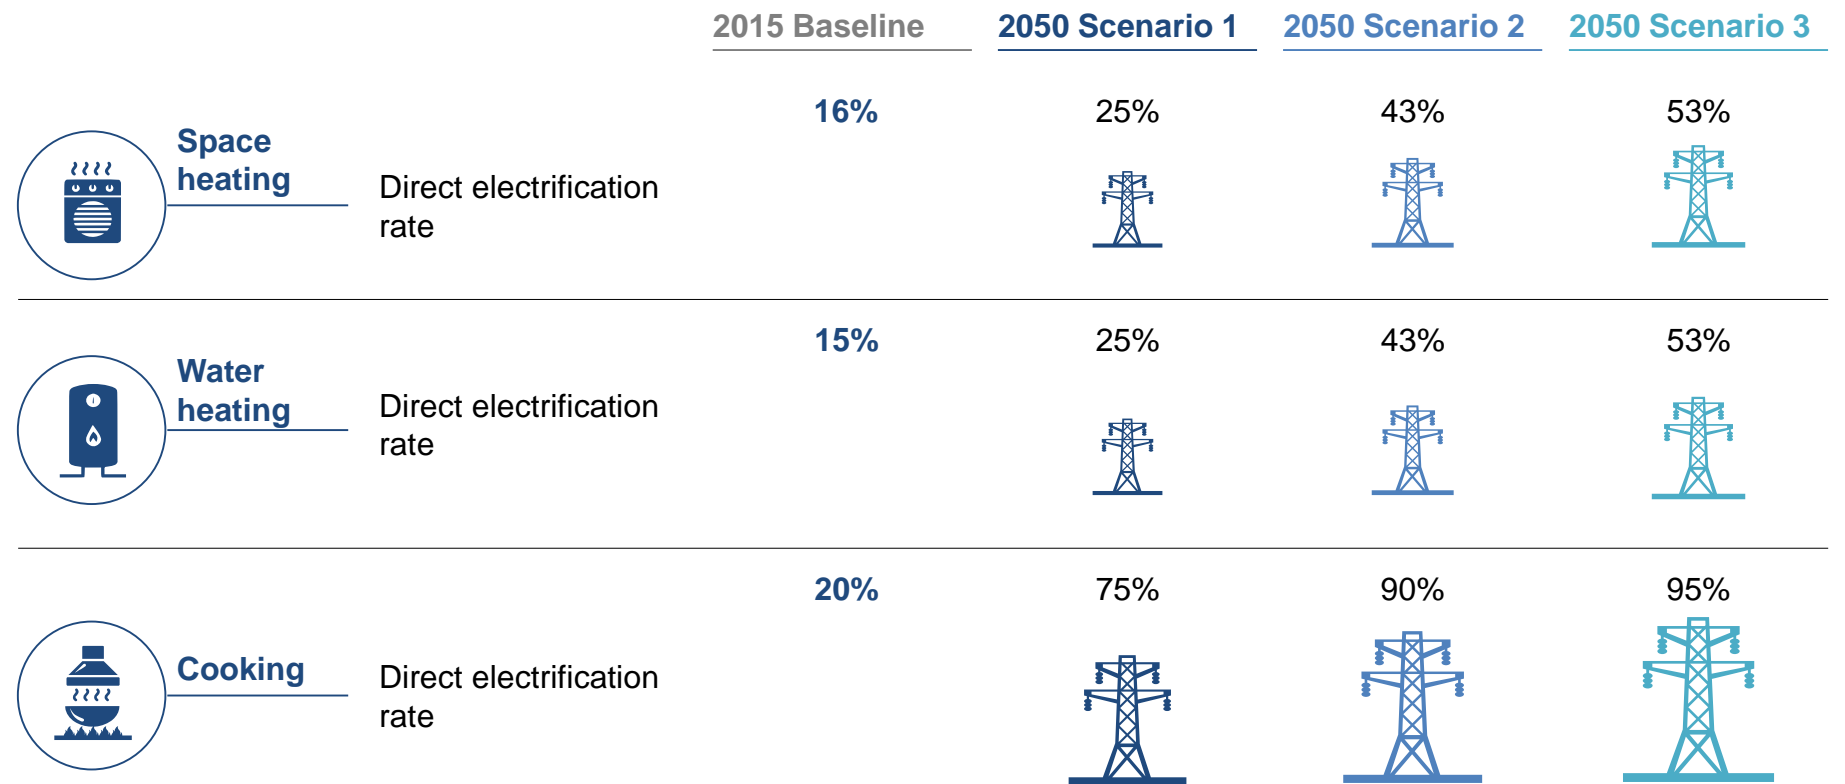 2015 Baseline 2050 Scenario 1 2050 Scenario 2 2050 Scenario 3
16% 25% 43% 53%
Space
heating
Direct electrification
rate
15% 25% 43% 53%
Water
heating
Direct electrification
rate
20% 75% 90% 95%
Cooking
Direct electrification
rate